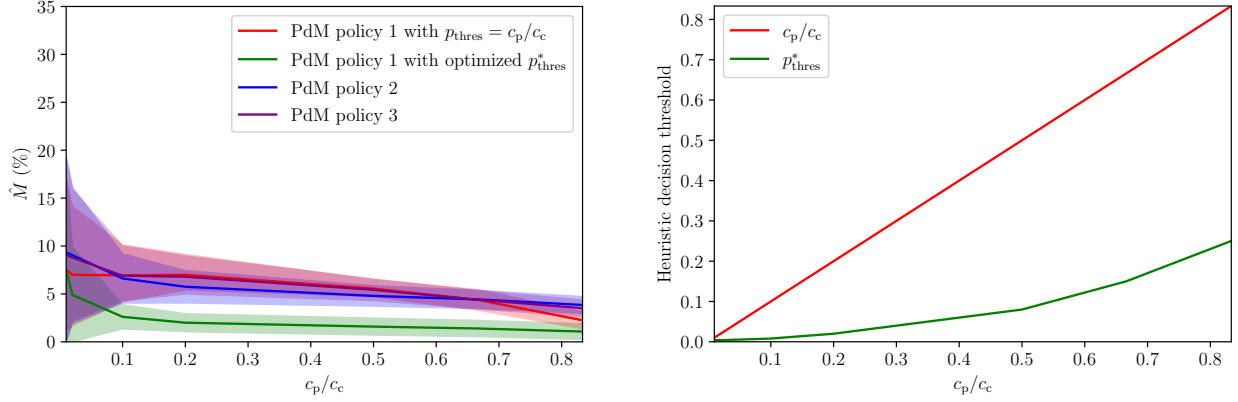 35
30
25
20
15
10
5
0
M̂ (%)
0.1 0.2 0.3 0.4 0.5 0.6 0.7 0.8
c_p/c_c
PdM policy 1 with p_thres = c_p/c_c
PdM policy 1 with optimized p*_thres
PdM policy 2
PdM policy 3
0.8
0.7
0.6
0.5
0.4
0.3
0.2
0.1
0.0
Heuristic decision threshold
0.1 0.2 0.3 0.4 0.5 0.6 0.7 0.8
c_p/c_c
c_p/c_c
p*_thres